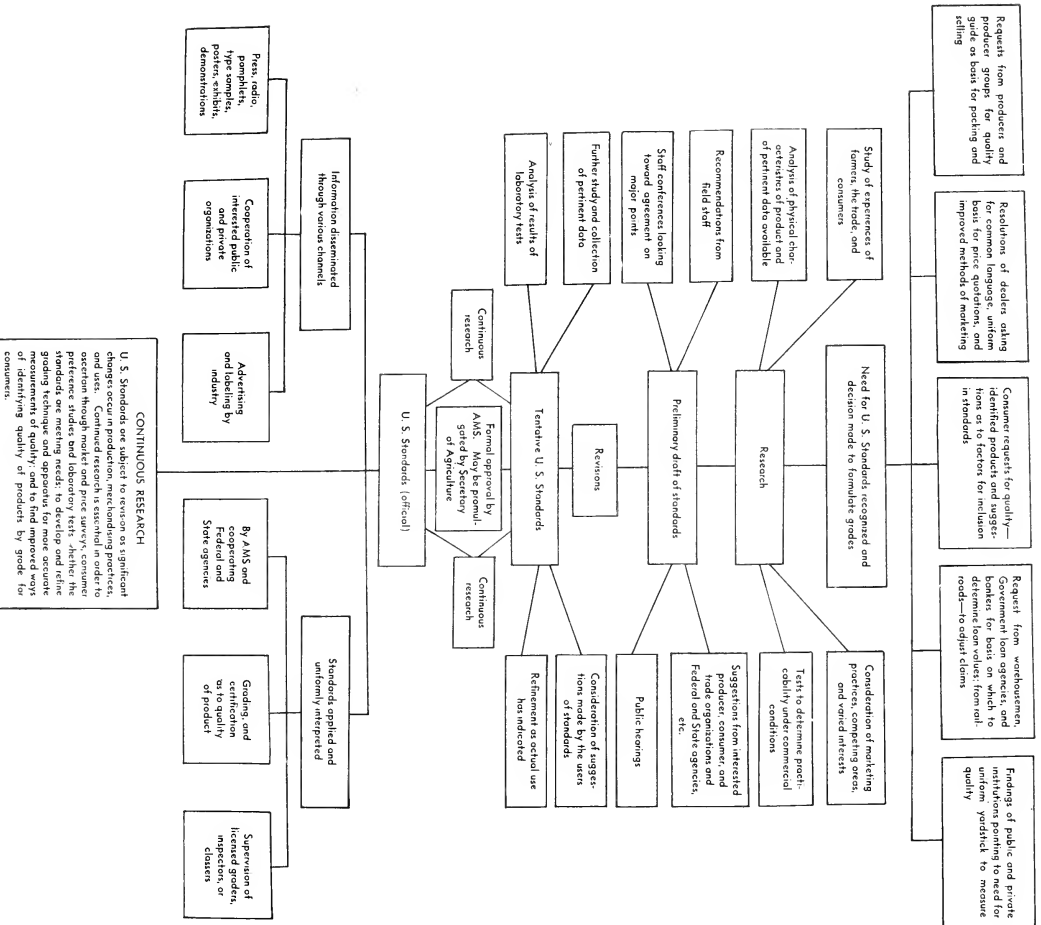 Requests from producers and
producer groups for quality
guide as basis for packing and
selling
Resolutions of dealers asking
for common language, uniform
basis for price quotations, and
improved methods of marketing
Consumer requests for quality—
identified products and sugges-
tions as to factors for inclusion
in standards
Request from warehousemen,
Government loan agencies, and
bankers for basis on which to
determine loan values; from rail-
roads—to adjust claims
Findings of public and private
institutions pointing to need for
uniform yardstick to measure
quality
Need for U. S. Standards recognized and
decision made to formulate grades
Study of experiences of
farmers, the trade, and
consumers
Analysis of physical char-
acteristics of product and
of pertinent data available
Research
Consideration of marketing
practices, competing areas,
and varied interests
Tests to determine practi-
cability under commercial
conditions
Recommendations from
field staff
Staff conferences looking
toward agreement on
major points
Preliminary draft of standards
Suggestions from interested
producer, consumer, and
trade organizations and
Federal and State agencies,
etc.
Public hearings
Revisions
Further study and collection
of pertinent data
Analysis of results of
laboratory tests
Tentative U. S. Standards
Consideration of sugges-
tions made by the users
of standards
Refinement as actual use
has indicated
Continuous
research
Formal approval by
AMS. May be promul-
gated by Secretary
of Agriculture
Continuous
research
U. S. Standards (official)
Information disseminated
through various channels
Standards applied and
uniformly interpreted
Press, radio,
pamphlets,
type samples,
posters, exhibits,
demonstrations
Cooperation of
interested public
and private
organizations
Advertising
and labeling by
industry
By AMS and
cooperating
Federal and
State agencies
Grading, and
certification
as to quality
of product
Supervision of
licensed graders,
inspectors, or
classers
CONTINUOUS RESEARCH
U. S. Standards are subject to revision as significant
changes occur in production, merchandising practices,
and uses. Continued research is essential in order to
ascertain through market and price surveys, consumer
preference studies and laboratory tests whether the
standards are meeting needs; to develop and refine
grading technique and apparatus for more accurate
measurements of quality; and to find improved ways
of identifying quality of products by grade for
consumers.